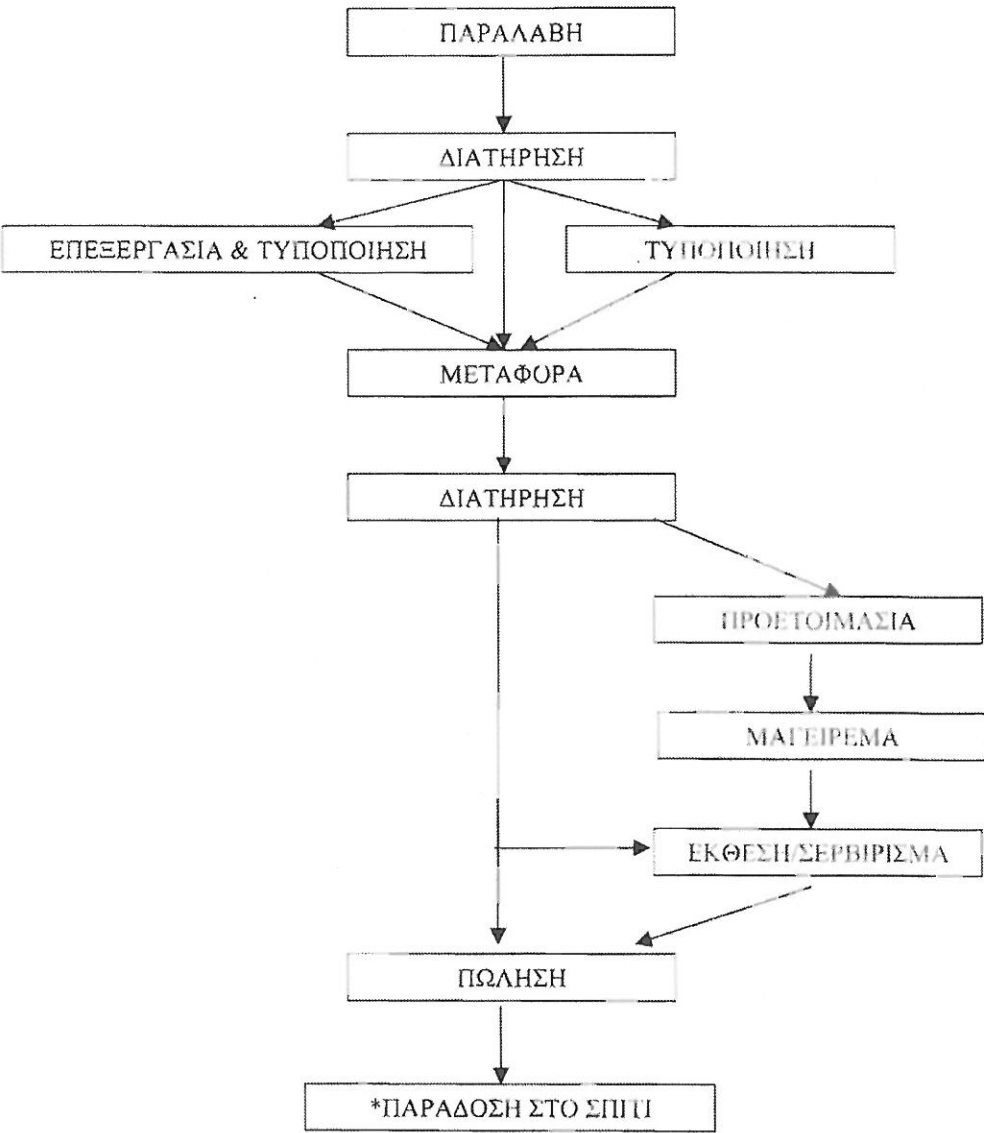 ΠΑΡΑΛΑΒΗ
ΔΙΑΤΗΡΗΣΗ
ΕΠΕΞΕΡΓΑΣΙΑ & ΤΥΠΟΠΟΙΗΣΗ
ΤΥΠΟΠΟΙΗΣΗ
ΜΕΤΑΦΟΡΑ
ΔΙΑΤΗΡΗΣΗ
ΠΡΟΕΤΟΙΜΑΣΙΑ
ΜΑΓΕΙΡΕΜΑ
ΕΚΘΕΣΗ/ΣΕΡΒΙΡΙΣΜΑ
ΠΩΛΗΣΗ
*ΠΑΡΑΔΟΣΗ ΣΤΟ ΣΠΙΤΙ